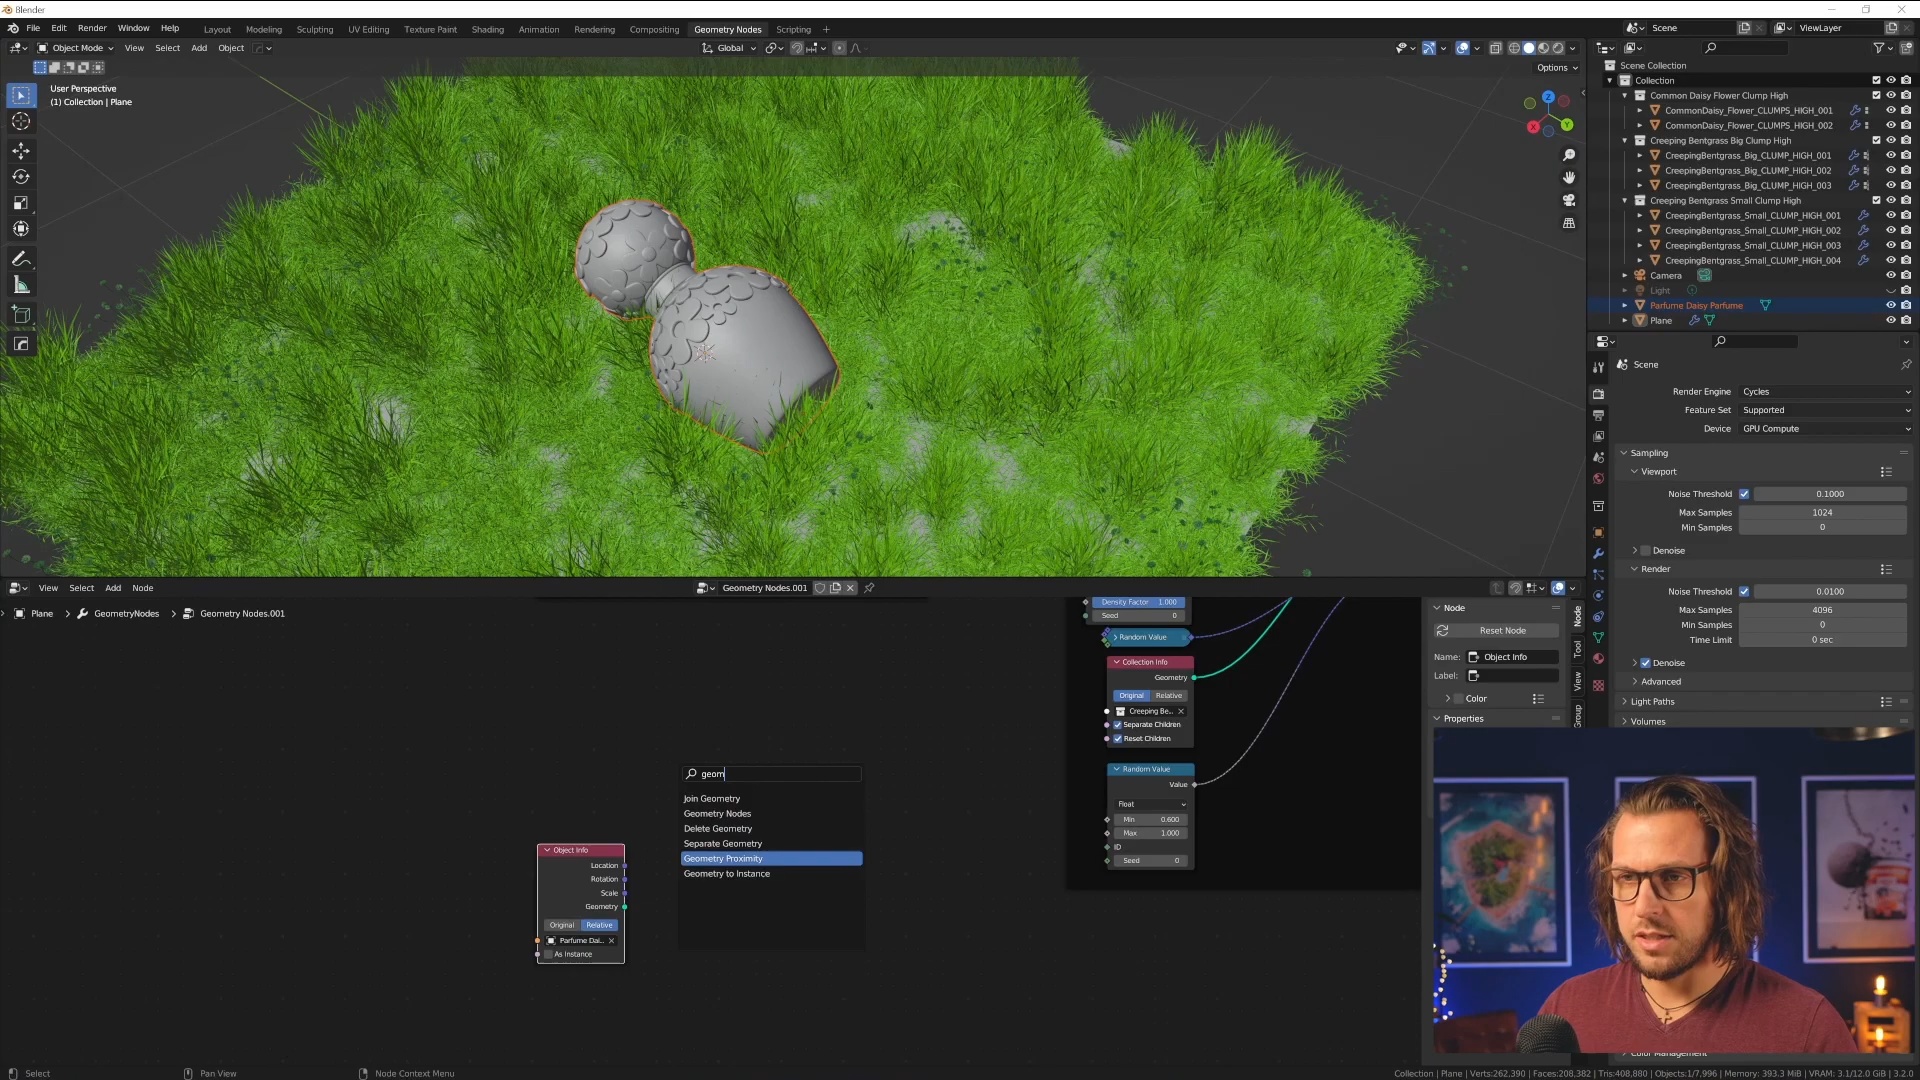 Blender
File Edit Render Window Help
Layout Modeling Sculpting UV Editing Texture Paint Shading Animation Rendering Compositing Geometry Nodes Scripting +
Scene
ViewLayer
Object Mode View Select Add Object
Global
Options
User Perspective
(1) Collection | Plane
Z
X
Y
Scene Collection
Collection
Common Daisy Flower Clump High
CommonDaisy_Flower_CLUMPS_HIGH_001
CommonDaisy_Flower_CLUMPS_HIGH_002
Creeping Bentgrass Big Clump High
CreepingBentgrass_Big_CLUMP_HIGH_001
CreepingBentgrass_Big_CLUMP_HIGH_002
CreepingBentgrass_Big_CLUMP_HIGH_003
Creeping Bentgrass Small Clump High
CreepingBentgrass_Small_CLUMP_HIGH_001
CreepingBentgrass_Small_CLUMP_HIGH_002
CreepingBentgrass_Small_CLUMP_HIGH_003
CreepingBentgrass_Small_CLUMP_HIGH_004
Camera
Light
Parfume Daisy Parfume
Plane
Scene
Render Engine Cycles
Feature Set Supported
Device GPU Compute
Sampling
Viewport
Noise Threshold 0.1000
Max Samples 1024
Min Samples 0
Denoise
Render
Noise Threshold 0.0100
Max Samples 4096
Min Samples 0
Time Limit 0 sec
Denoise
Advanced
Light Paths
Volumes
View Select Add Node
Geometry Nodes.001
Plane GeometryNodes Geometry Nodes.001
Density Factor 1.000
Seed 0
Random Value
Collection Info
Geometry
Original Relative
Creeping Be...
Separate Children
Reset Children
Random Value
Value
Float
Min 0.600
Max 1.000
ID
Seed 0
geom
Join Geometry
Geometry Nodes
Delete Geometry
Separate Geometry
Geometry Proximity
Geometry to Instance
Object Info
Location
Rotation
Scale
Geometry
Original Relative
Parfume Dai...
As Instance
Node
Reset Node
Name: Object Info
Label:
Color
Properties
Node
Tool
View
Group
Select
Pan View
Node Context Menu
Collection | Plane | Verts:262,390 | Faces:208,382 | Tris:408,880 | Objects:1/7,996 | Memory: 393.3 MiB | VRAM: 3.1/12.0 GiB | 3.2.0